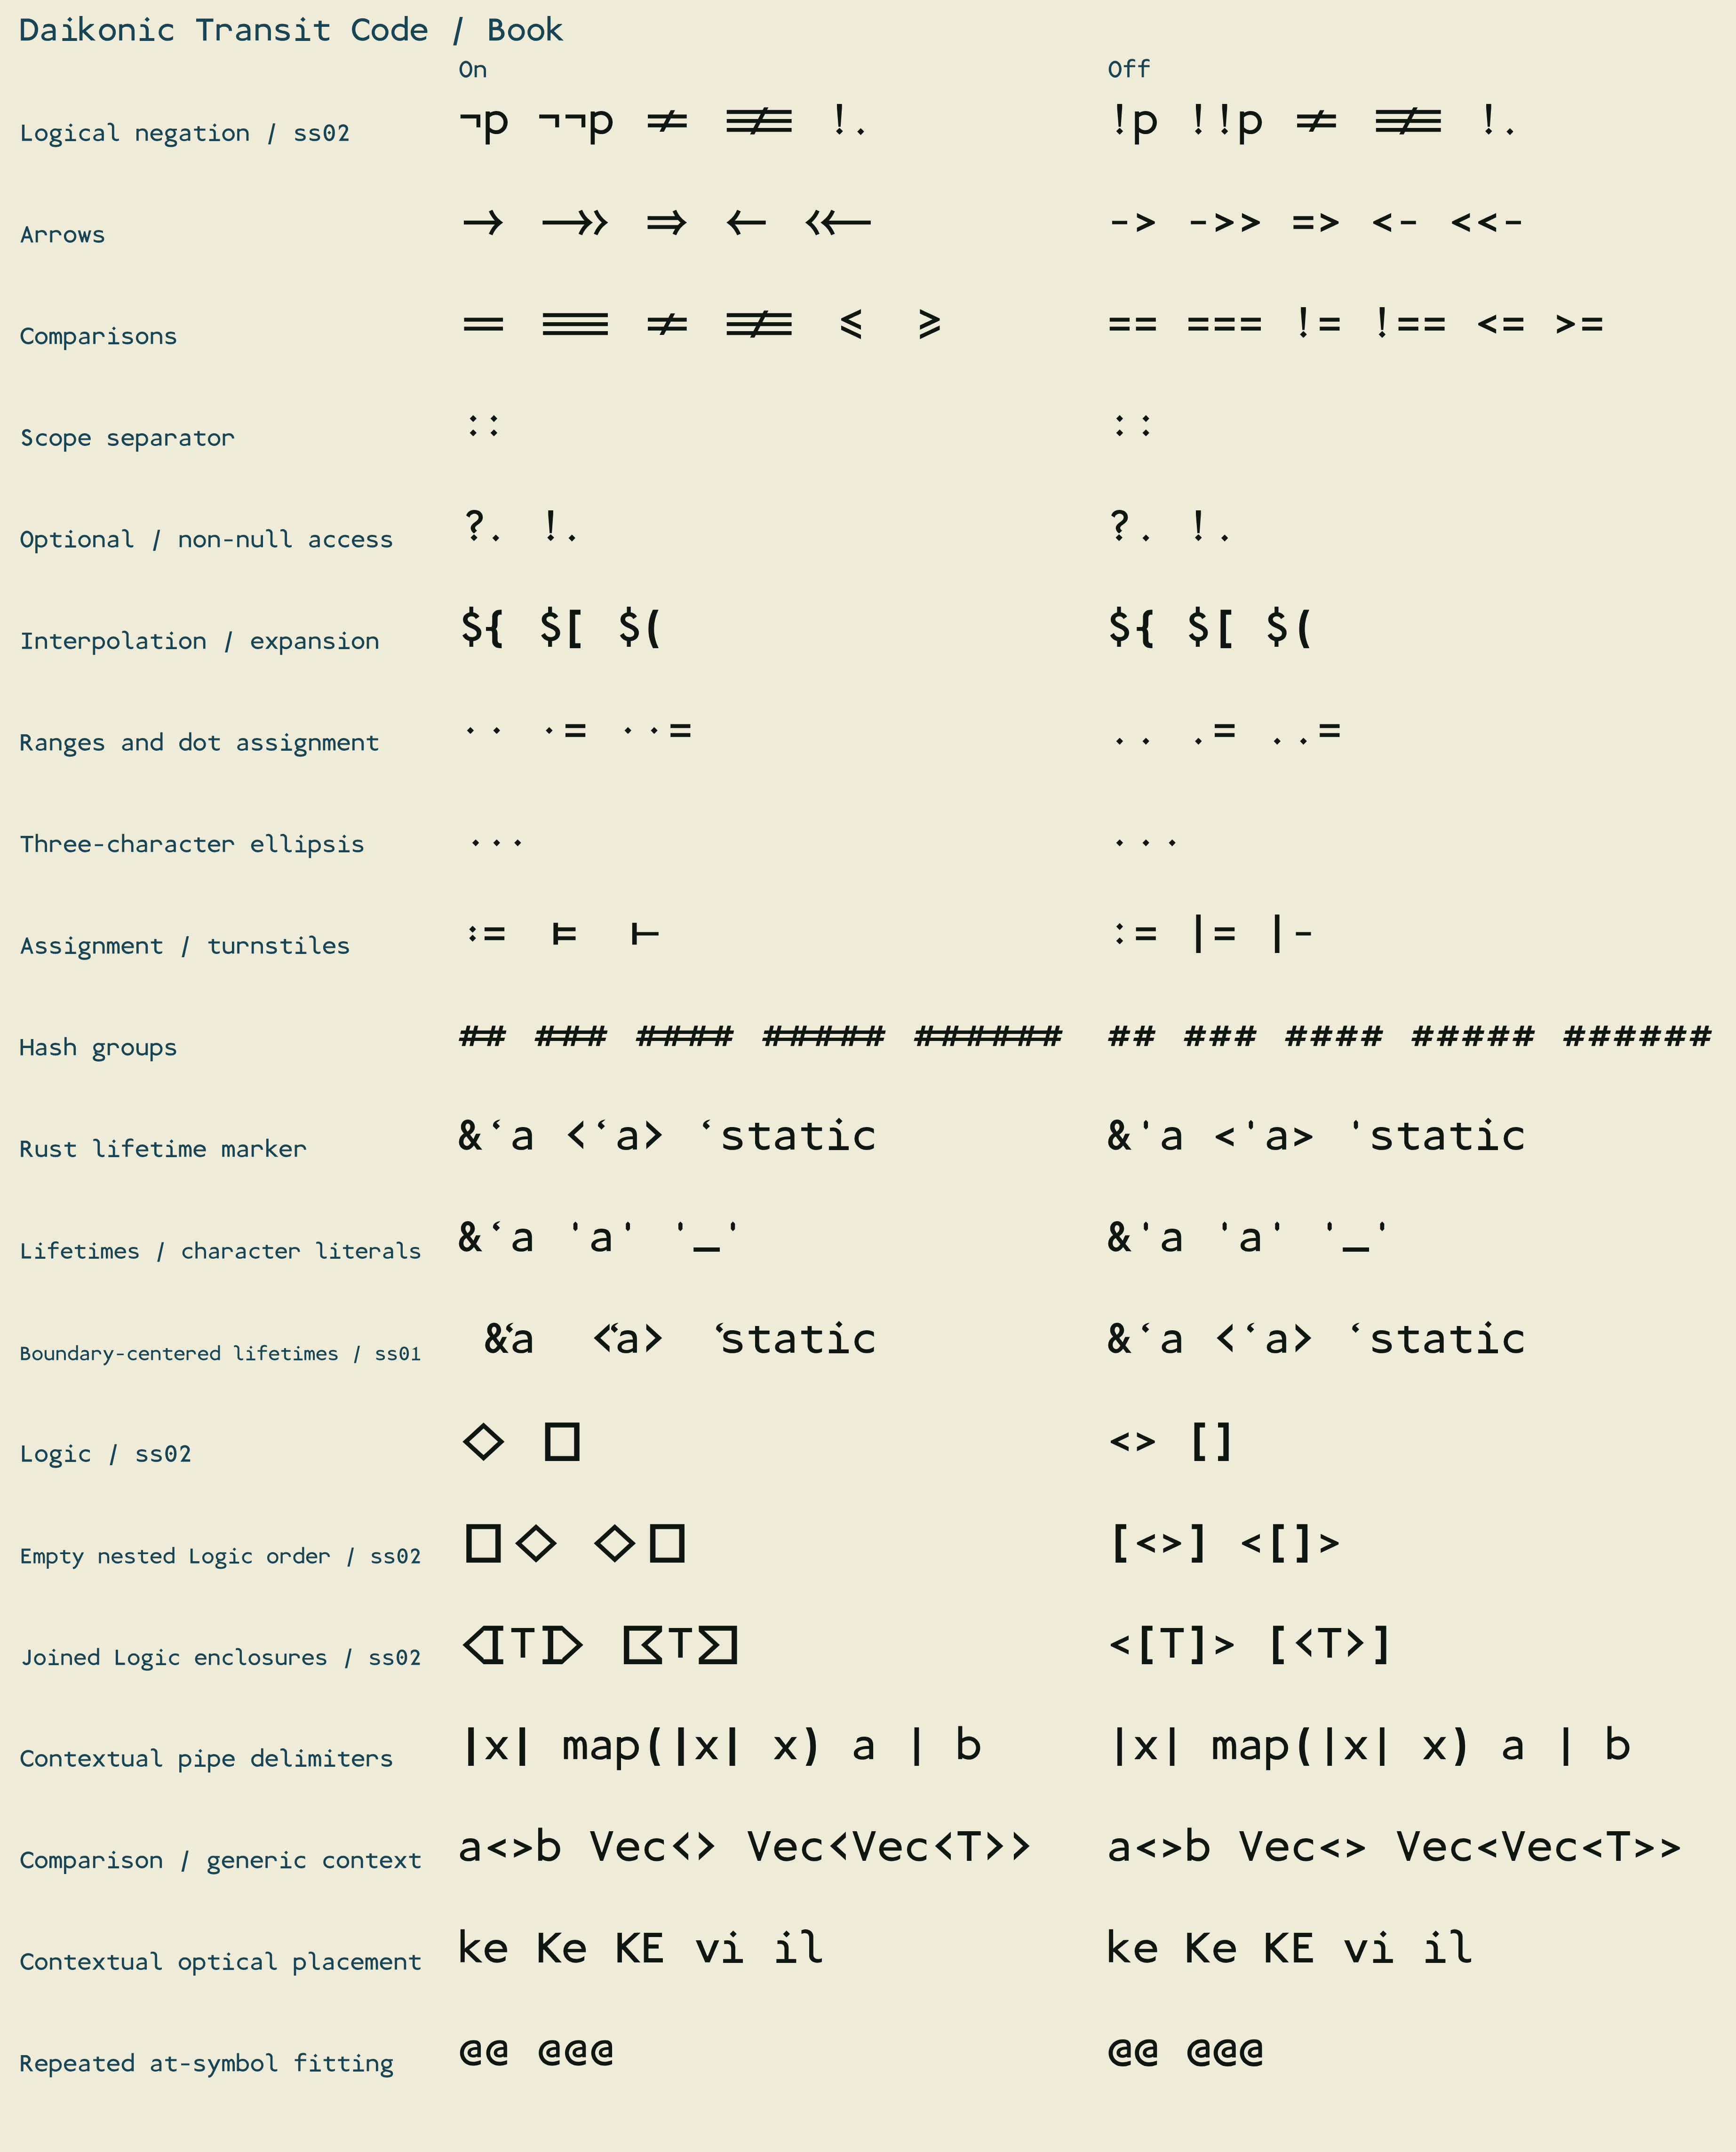 Daikonic Transit Code / Book
On Off
Logical negation / ss02 ¬p ¬¬p ≠ ≢ !. !p !!p ≠ ≢ !.
Arrows → ↠ ⇒ ← ↞ -> ->> => <- <<-
Comparisons = ≡ ≠ ≢ ⩽ ⩾ == === != !== <= >=
Scope separator :: ::
Optional / non-null access ?. !. ?. !.
Interpolation / expansion ${ $[ $( ${ $[ $(
Ranges and dot assignment ·· ·= ··= .. .= ..=
Three-character ellipsis ... ...
Assignment / turnstiles := ⊨ ⊢ := |= |-
Hash groups ## ### #### ##### ###### ## ### #### ##### ######
Rust lifetime marker &‘a <‘a> ‘static &'a <'a> 'static
Lifetimes / character literals &‘a 'a' '_' &'a 'a' '_'
Boundary-centered lifetimes / ss01 &‘a <‘a> ‘static &‘a <‘a> ‘static
Logic / ss02 ◇ □ <> []
Empty nested Logic order / ss02 □◇ ◇□ [<>] <[]>
Joined Logic enclosures / ss02 <[T]> [<T>] <[T]> [<T>]
Contextual pipe delimiters |x| map(|x| x) a | b |x| map(|x| x) a | b
Comparison / generic context a<>b Vec<> Vec<Vec<T>> a<>b Vec<> Vec<Vec<T>>
Contextual optical placement ke Ke KE vi il ke Ke KE vi il
Repeated at-symbol fitting @@ @@@ @@ @@@